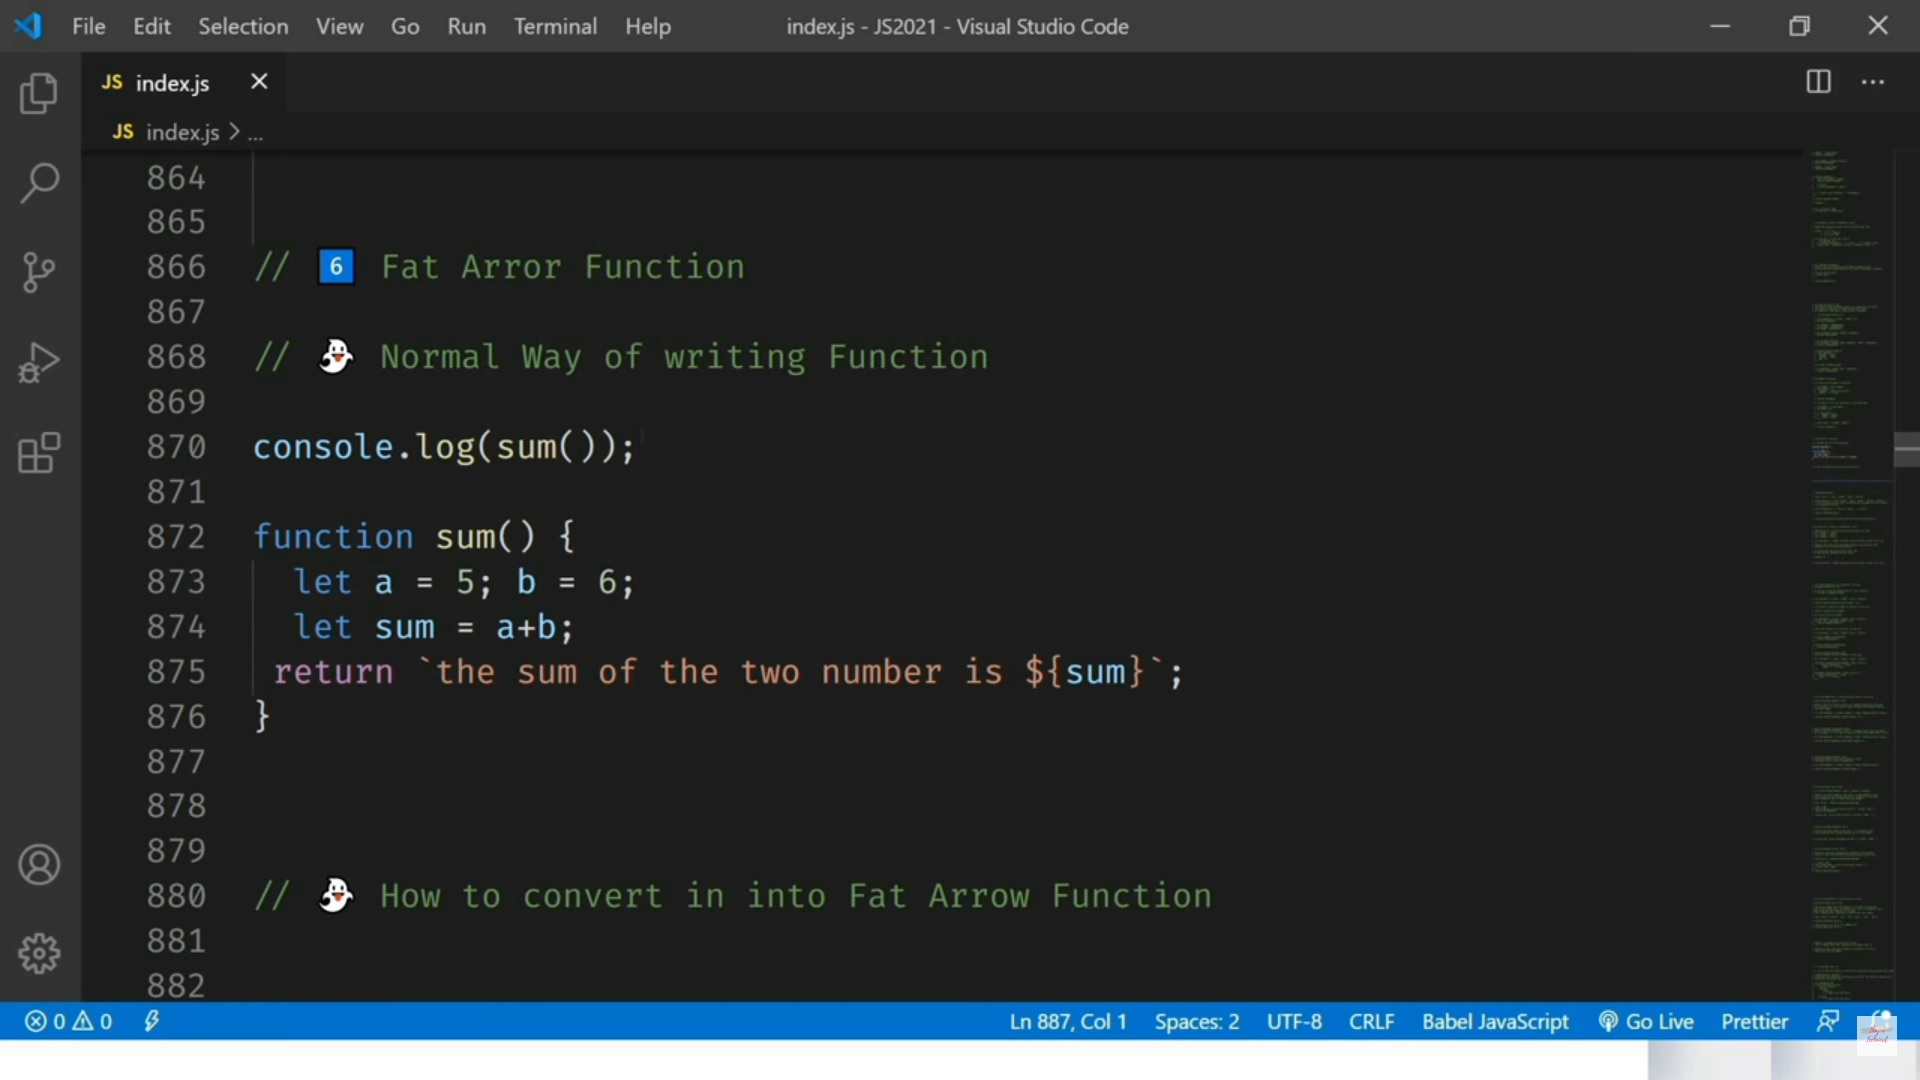 File Edit Selection View Go Run Terminal Help index.js - JS2021 - Visual Studio Code
JS index.js
JS index.js > ...
864
865
866 // 6 Fat Arror Function
867
868 // Normal Way of writing Function
869
870 console.log(sum());
871
872 function sum() {
873 let a = 5; b = 6;
874 let sum = a+b;
875 return `the sum of the two number is ${sum}`;
876 }
877
878
879
880 // How to convert in into Fat Arrow Function
881
882
0 0 Ln 887, Col 1 Spaces: 2 UTF-8 CRLF Babel JavaScript Go Live Prettier